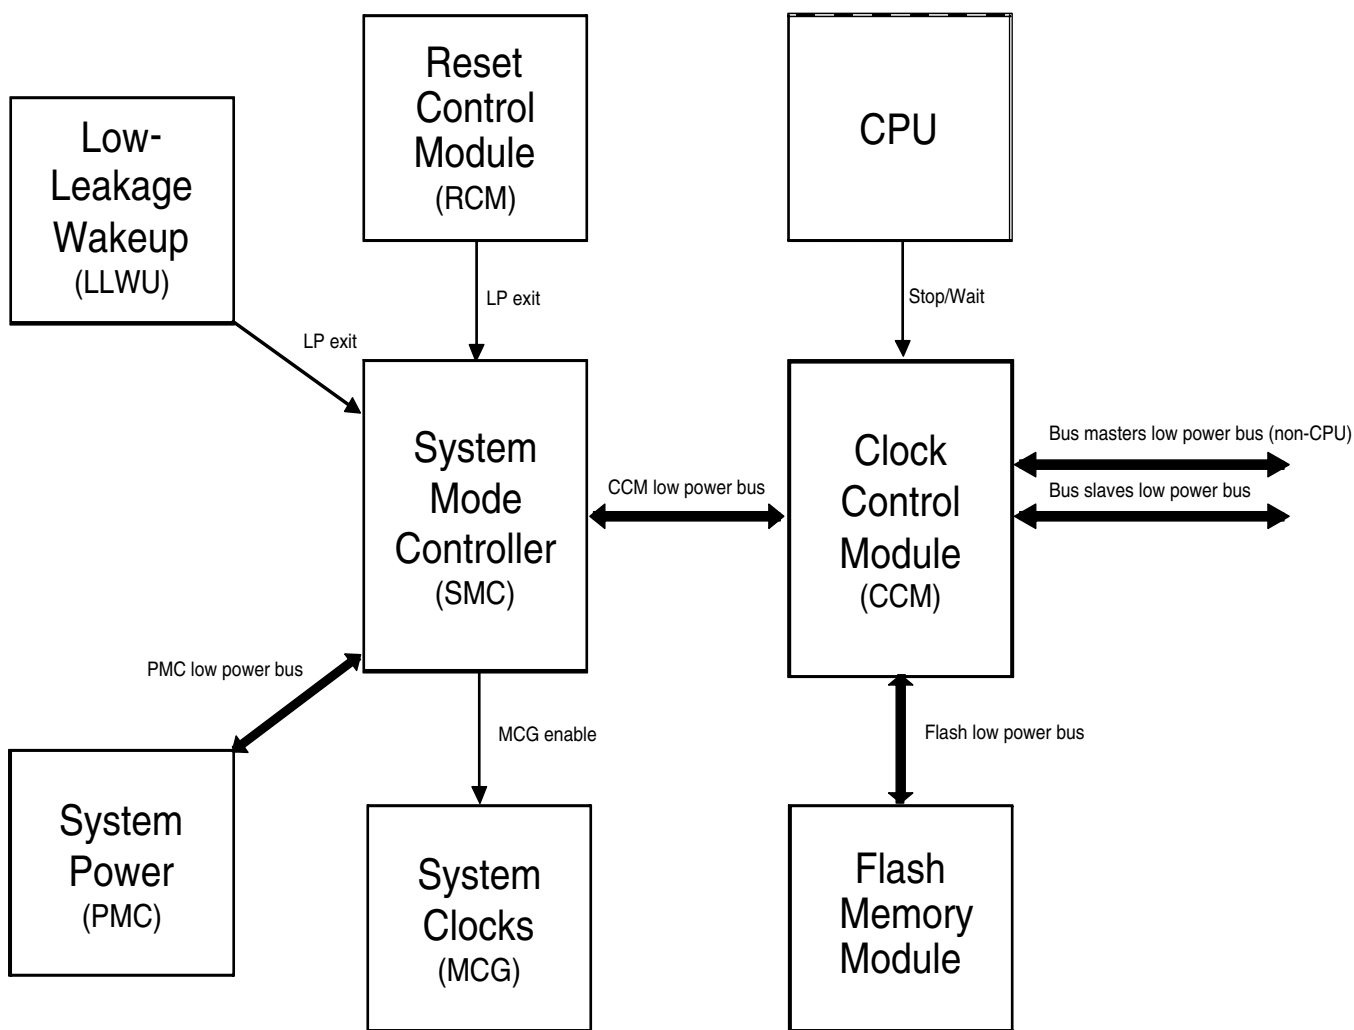 Reset
Control
Module
(RCM)
CPU
Low-
Leakage
Wakeup
(LLWU)
LP exit
Stop/Wait
LP exit
System
Mode
Controller
(SMC)
CCM low power bus
Clock
Control
Module
(CCM)
Bus masters low power bus (non-CPU)
Bus slaves low power bus
PMC low power bus
MCG enable
Flash low power bus
System
Power
(PMC)
System
Clocks
(MCG)
Flash
Memory
Module